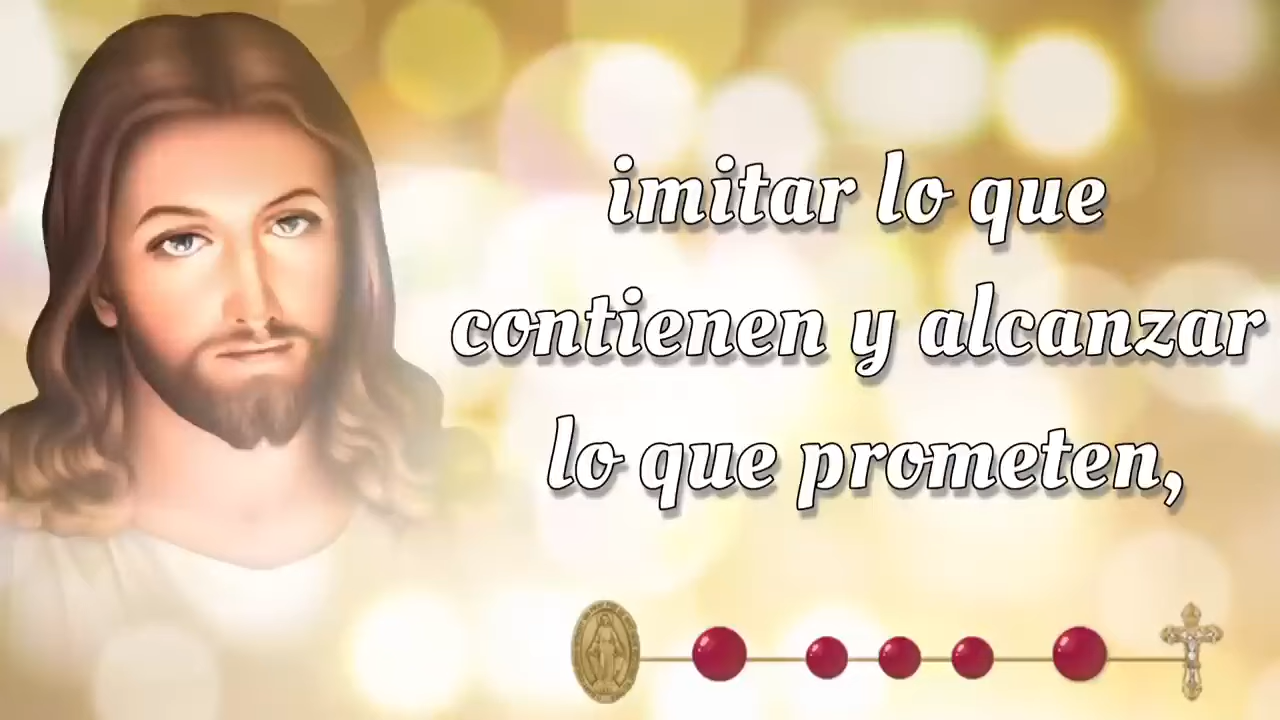 imitar lo que
contienen y alcanzar
lo que prometen,